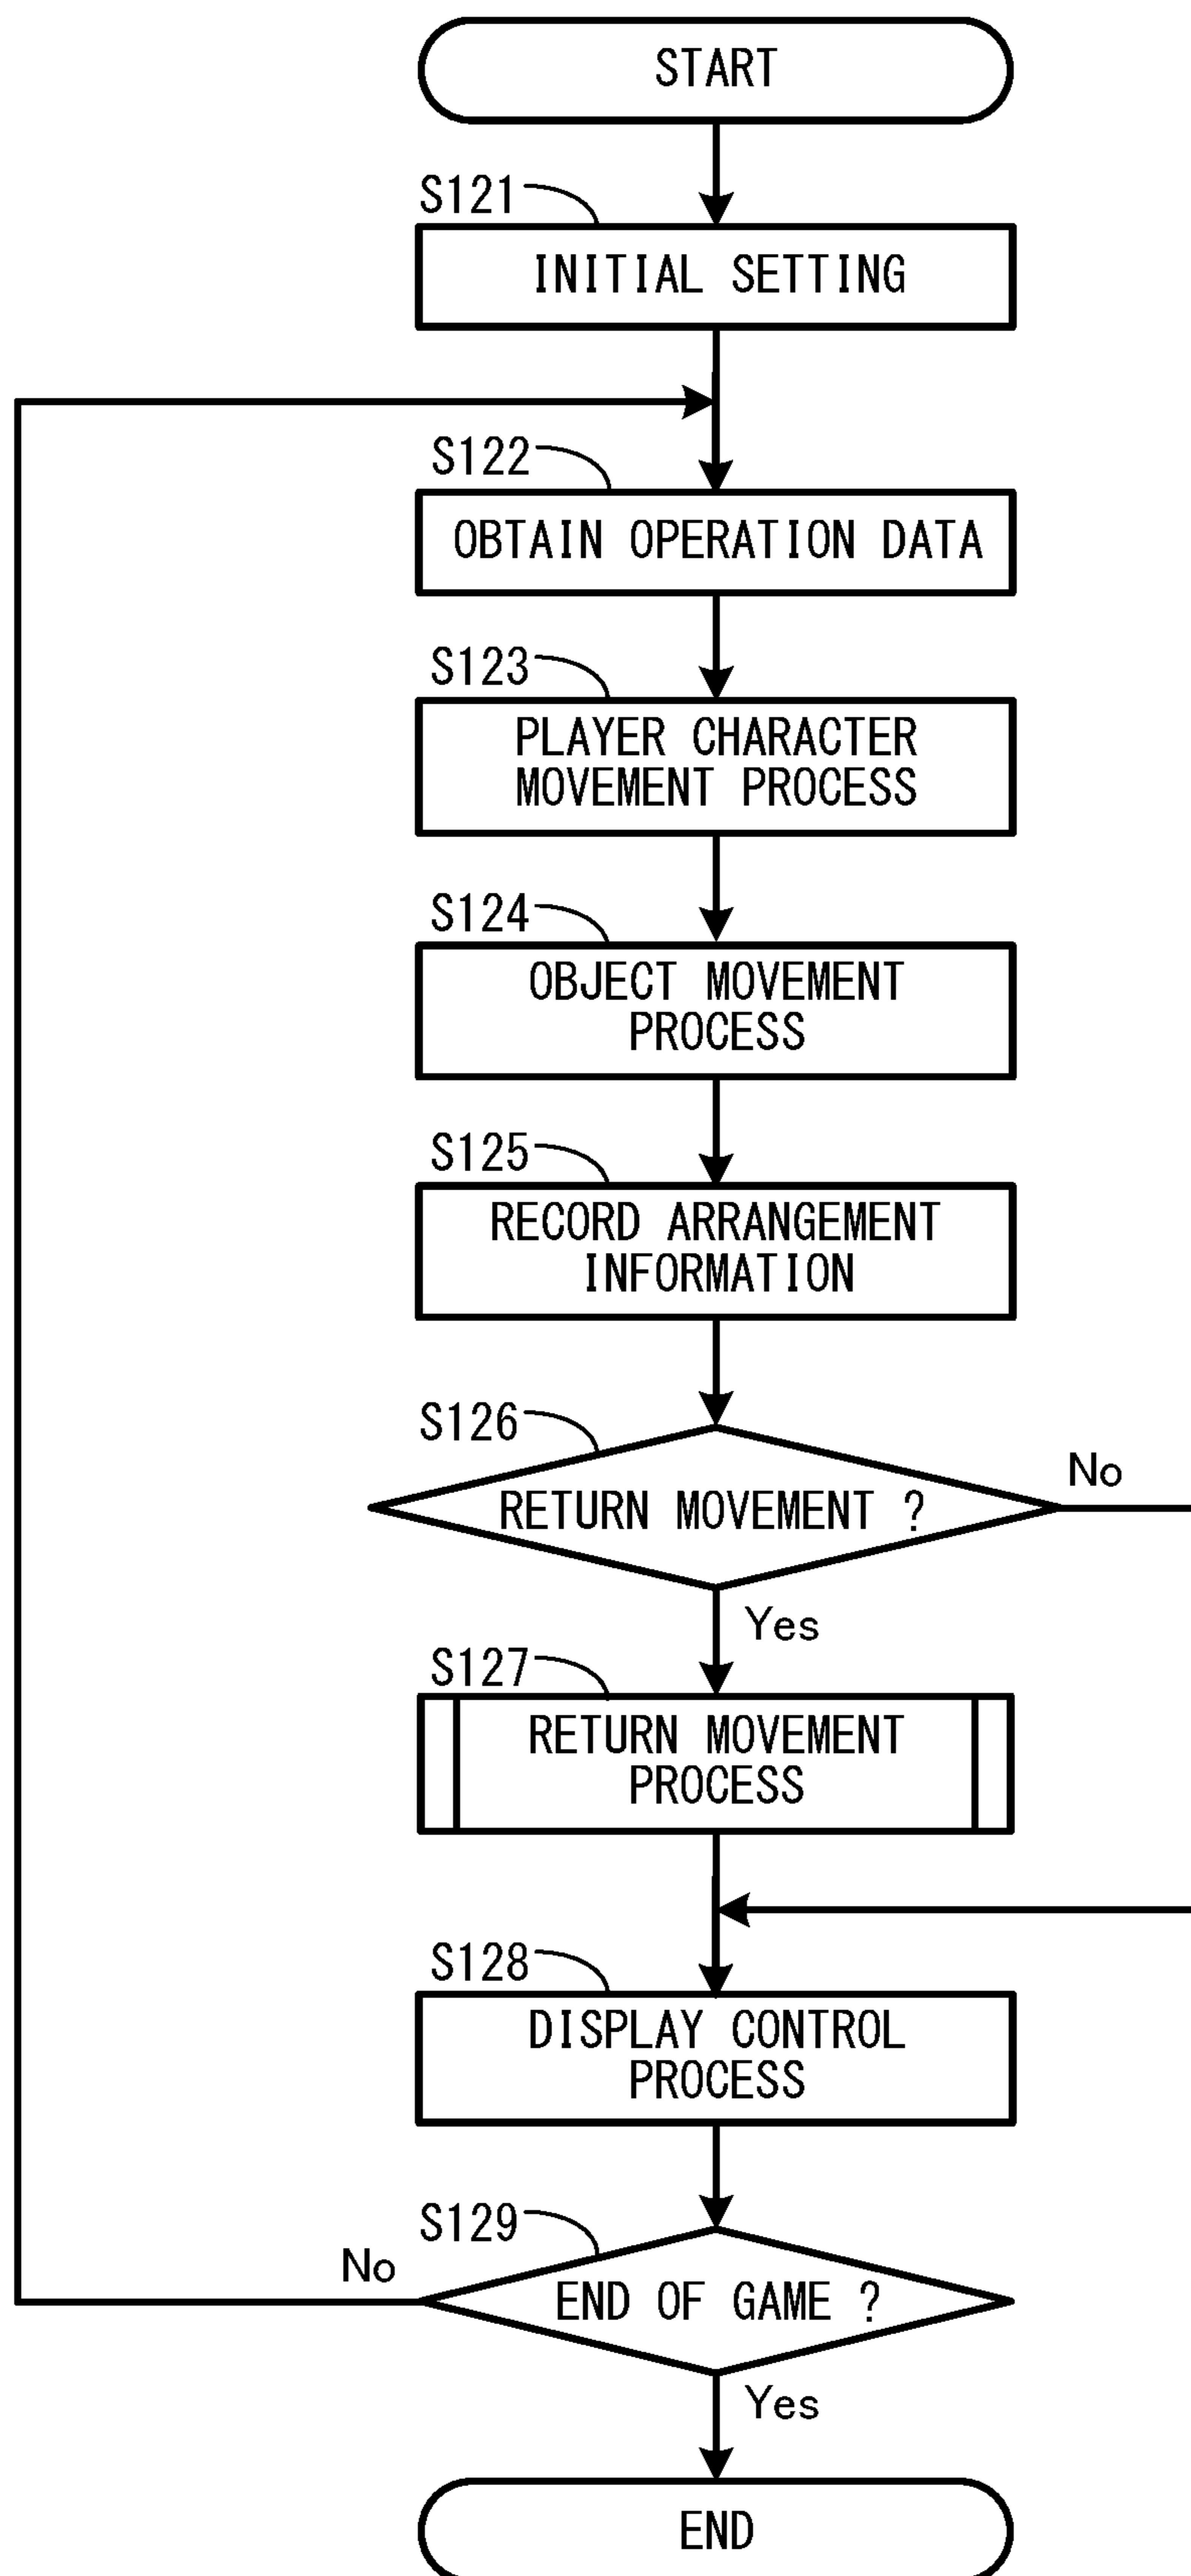 START
S121
INITIAL SETTING
S122
OBTAIN OPERATION DATA
S123
PLAYER CHARACTER
MOVEMENT PROCESS
S124
OBJECT MOVEMENT
PROCESS
S125
RECORD ARRANGEMENT
INFORMATION
S126
No
RETURN MOVEMENT ?
Yes
S127
RETURN MOVEMENT
PROCESS
S128
DISPLAY CONTROL
PROCESS
S129
No
END OF GAME ?
Yes
END